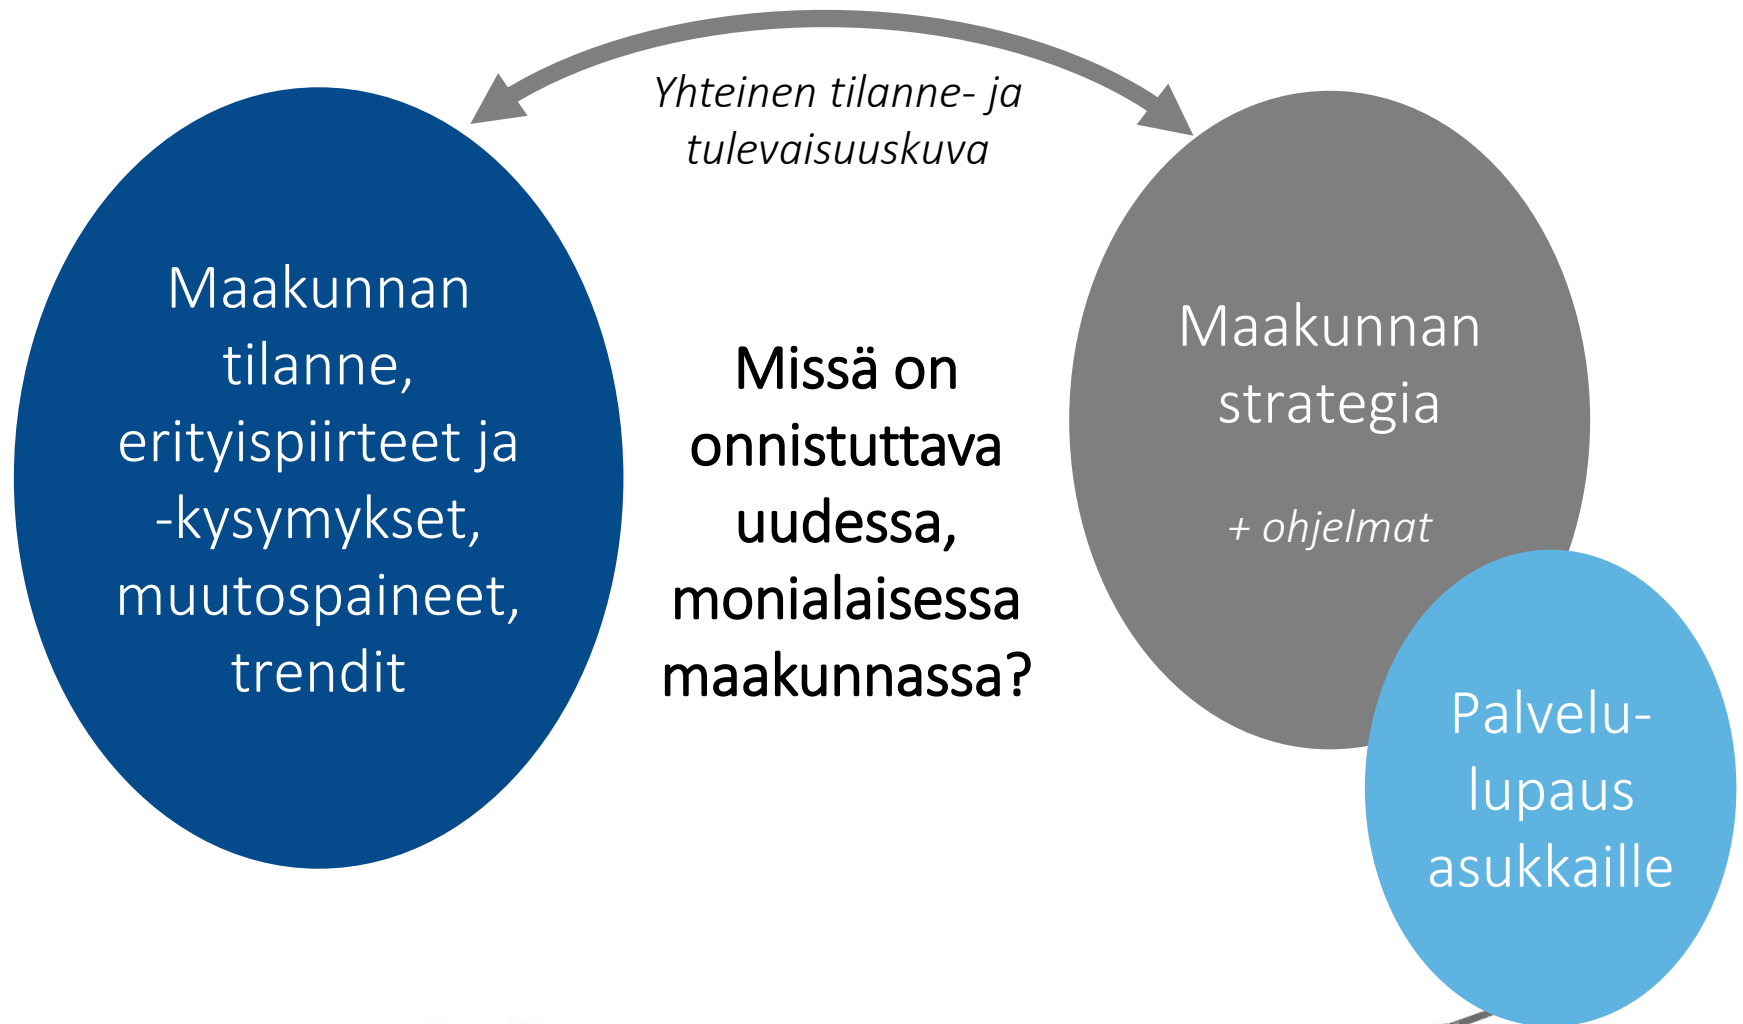 Yhteinen tilanne- ja
tulevaisuuskuva
Maakunnan
tilanne,
erityispiirteet ja
-kysymykset,
muutospaineet,
trendit
Missä on
onnistuttava
uudessa,
monialaisessa
maakunnassa?
Maakunnan
strategia
+ ohjelmat
Palvelu-
lupaus
asukkaille